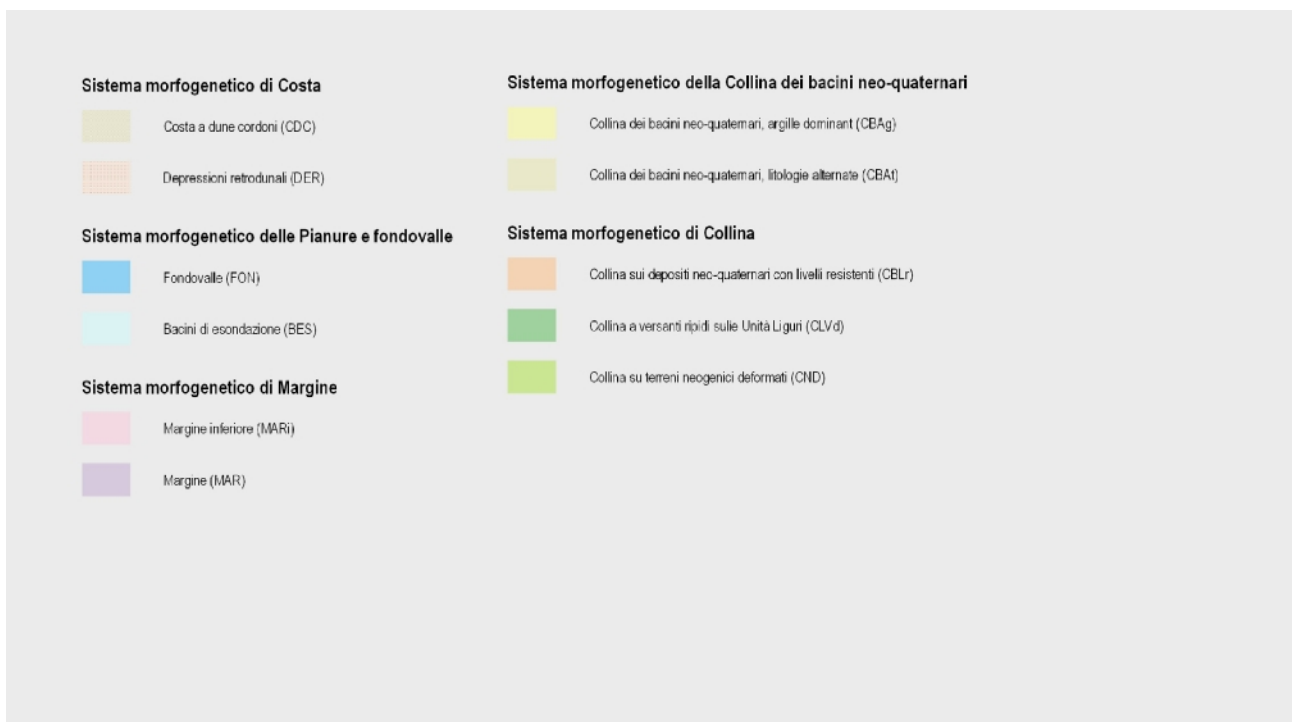 Sistema morfogenetico di Costa
Costa a dune cordoni (CDC)
Depressioni retrodunali (DER)
Sistema morfogenetico delle Pianure e fondovalle
Fondovalle (FON)
Bacini di esondazione (BES)
Sistema morfogenetico di Margine
Margine inferiore (MARi)
Margine (MAR)
Sistema morfogenetico della Collina dei bacini neo-quaternari
Collina dei bacini neo-quaternari, argille dominant (CBAg)
Collina dei bacini neo-quaternari, litologie alternate (CBAt)
Sistema morfogenetico di Collina
Collina sui depositi neo-quaternari con livelli resistenti (CBLr)
Collina a versanti ripidi sulle Unità Liguri (CLVd)
Collina su terreni neogenici deformati (CND)